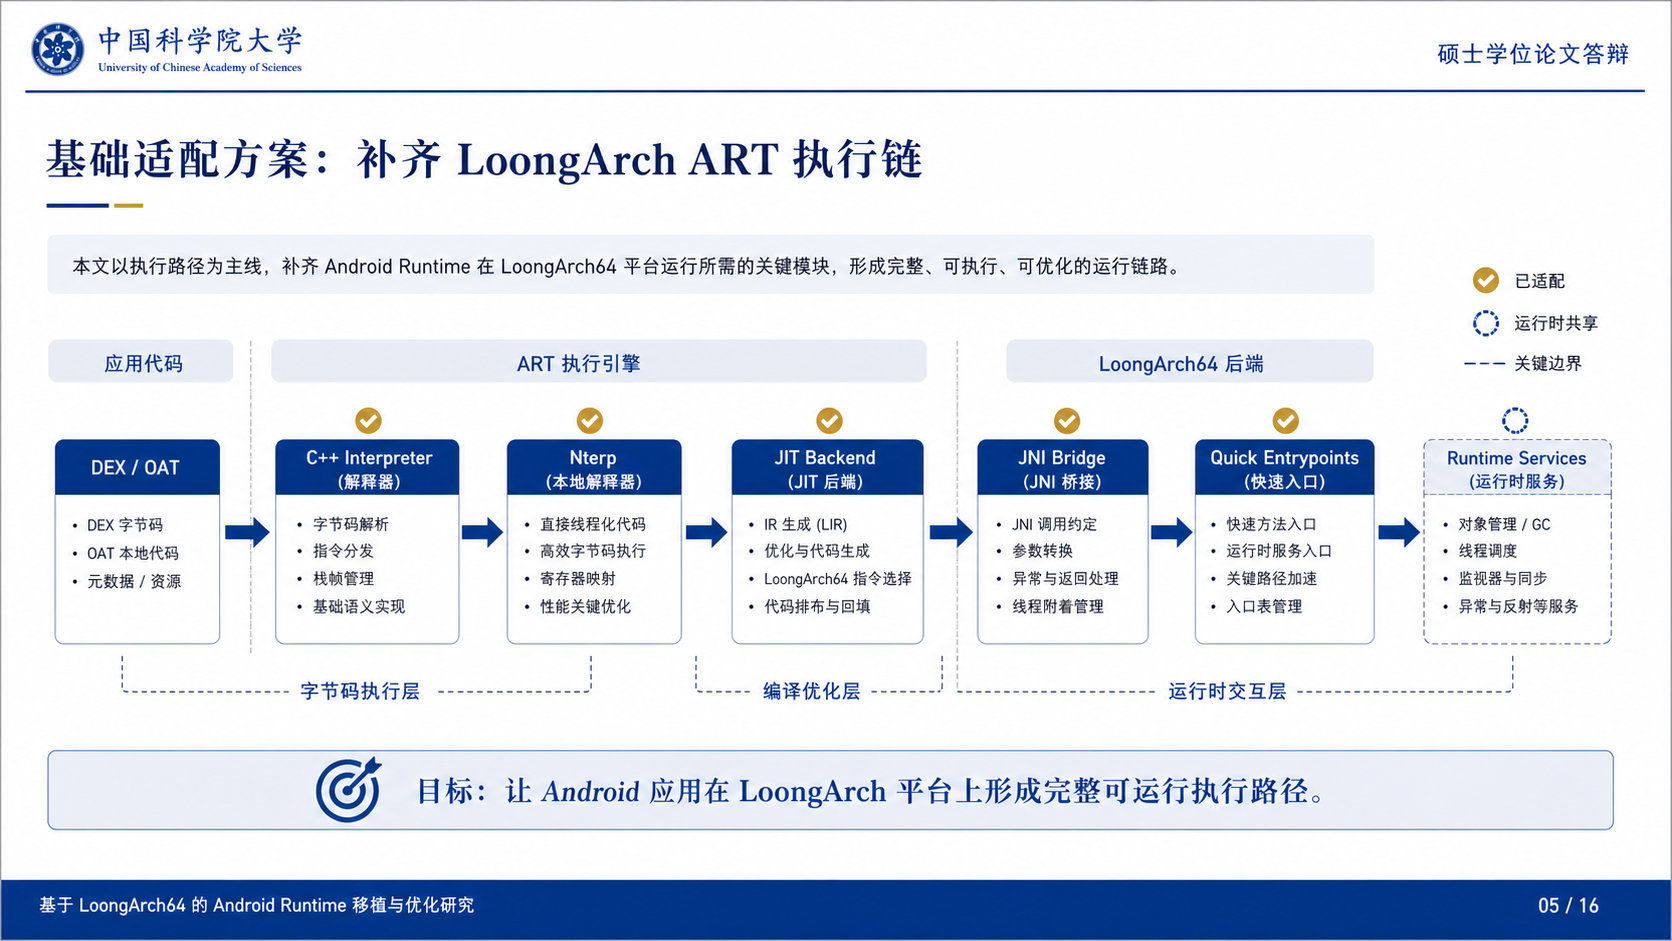 中国科学院大学
University of Chinese Academy of Sciences
硕士学位论文答辩
基础适配方案：补齐 LoongArch ART 执行链
本文以执行路径为主线，补齐 Android Runtime 在 LoongArch64 平台运行所需的关键模块，形成完整、可执行、可优化的运行链路。
已适配
运行时共享
关键边界
应用代码
ART 执行引擎
LoongArch64 后端
DEX / OAT
• DEX 字节码
• OAT 本地代码
• 元数据 / 资源
C++ Interpreter
(解释器)
• 字节码解析
• 指令分发
• 栈帧管理
• 基础语义实现
Nterp
(本地解释器)
• 直接线程化代码
• 高效字节码执行
• 寄存器映射
• 性能关键优化
JIT Backend
(JIT 后端)
• IR 生成 (LIR)
• 优化与代码生成
• LoongArch64 指令选择
• 代码排布与回填
JNI Bridge
(JNI 桥接)
• JNI 调用约定
• 参数转换
• 异常与返回处理
• 线程附着管理
Quick Entrypoints
(快速入口)
• 快速方法入口
• 运行时服务入口
• 关键路径加速
• 入口表管理
Runtime Services
(运行时服务)
• 对象管理 / GC
• 线程调度
• 监视器与同步
• 异常与反射等服务
字节码执行层
编译优化层
运行时交互层
目标：让 Android 应用在 LoongArch 平台上形成完整可运行执行路径。
基于 LoongArch64 的 Android Runtime 移植与优化研究
05 / 16